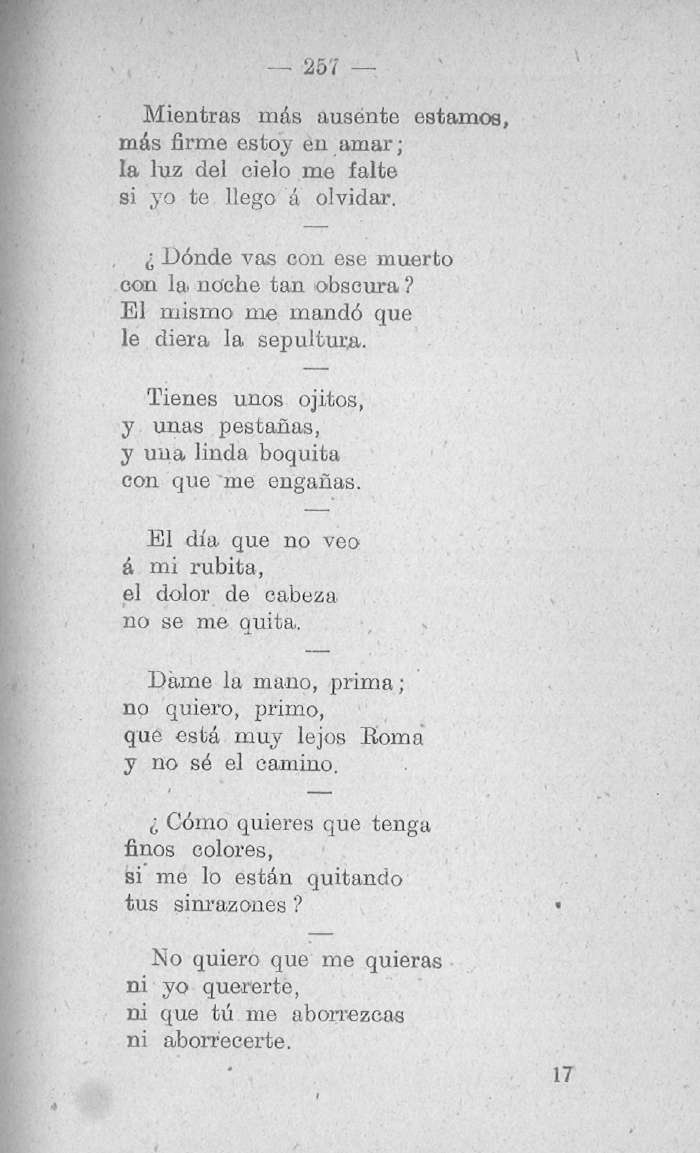 — 257 —
Mientras más ausente estamos,
más firme estoy en amar;
la luz del cielo me falte
si yo te llego á olvidar.
—
¿Dónde vas con ese muerto
con la noche tan obscura?
El mismo me mandó que
le diera la sepultura.
—
Tienes unos ojitos,
y unas pestañas,
y una linda boquita
con que me engañas.
—
El día que no veo
á mi rubita,
el dolor de cabeza
no se me quita.
—
Dame la mano, prima;
no quiero, primo,
que está muy lejos Roma
y no sé el camino.
—
¿Cómo quieres que tenga
finos colores,
si me lo están quitando
tus sinrazones?
—
No quiero que me quieras
ni yo quererte,
ni que tú me aborrezcas
ni aborrecerte.
17